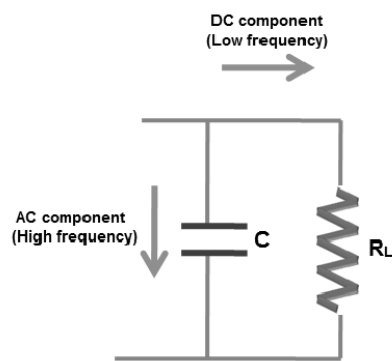 DC component
(Low frequency)
AC component
(High frequency)
C
RL